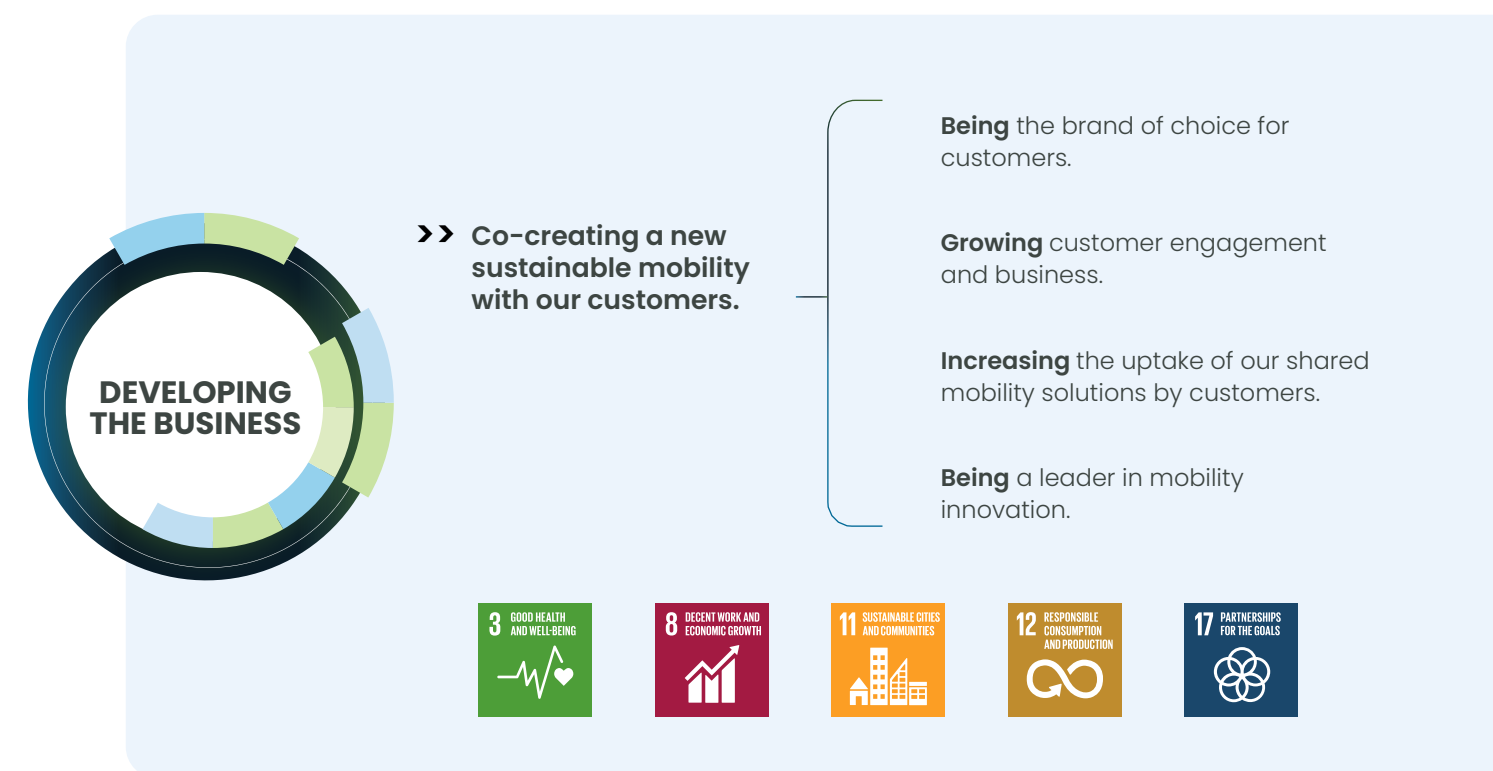 DEVELOPING
THE BUSINESS
Co-creating a new
sustainable mobility
with our customers.
Being the brand of choice for
customers.
Growing customer engagement
and business.
Increasing the uptake of our shared
mobility solutions by customers.
Being a leader in mobility
innovation.
3 GOOD HEALTH
AND WELL-BEING
8 DECENT WORK AND
ECONOMIC GROWTH
11 SUSTAINABLE CITIES
AND COMMUNITIES
12 RESPONSIBLE
CONSUMPTION
AND PRODUCTION
17 PARTNERSHIPS
FOR THE GOALS